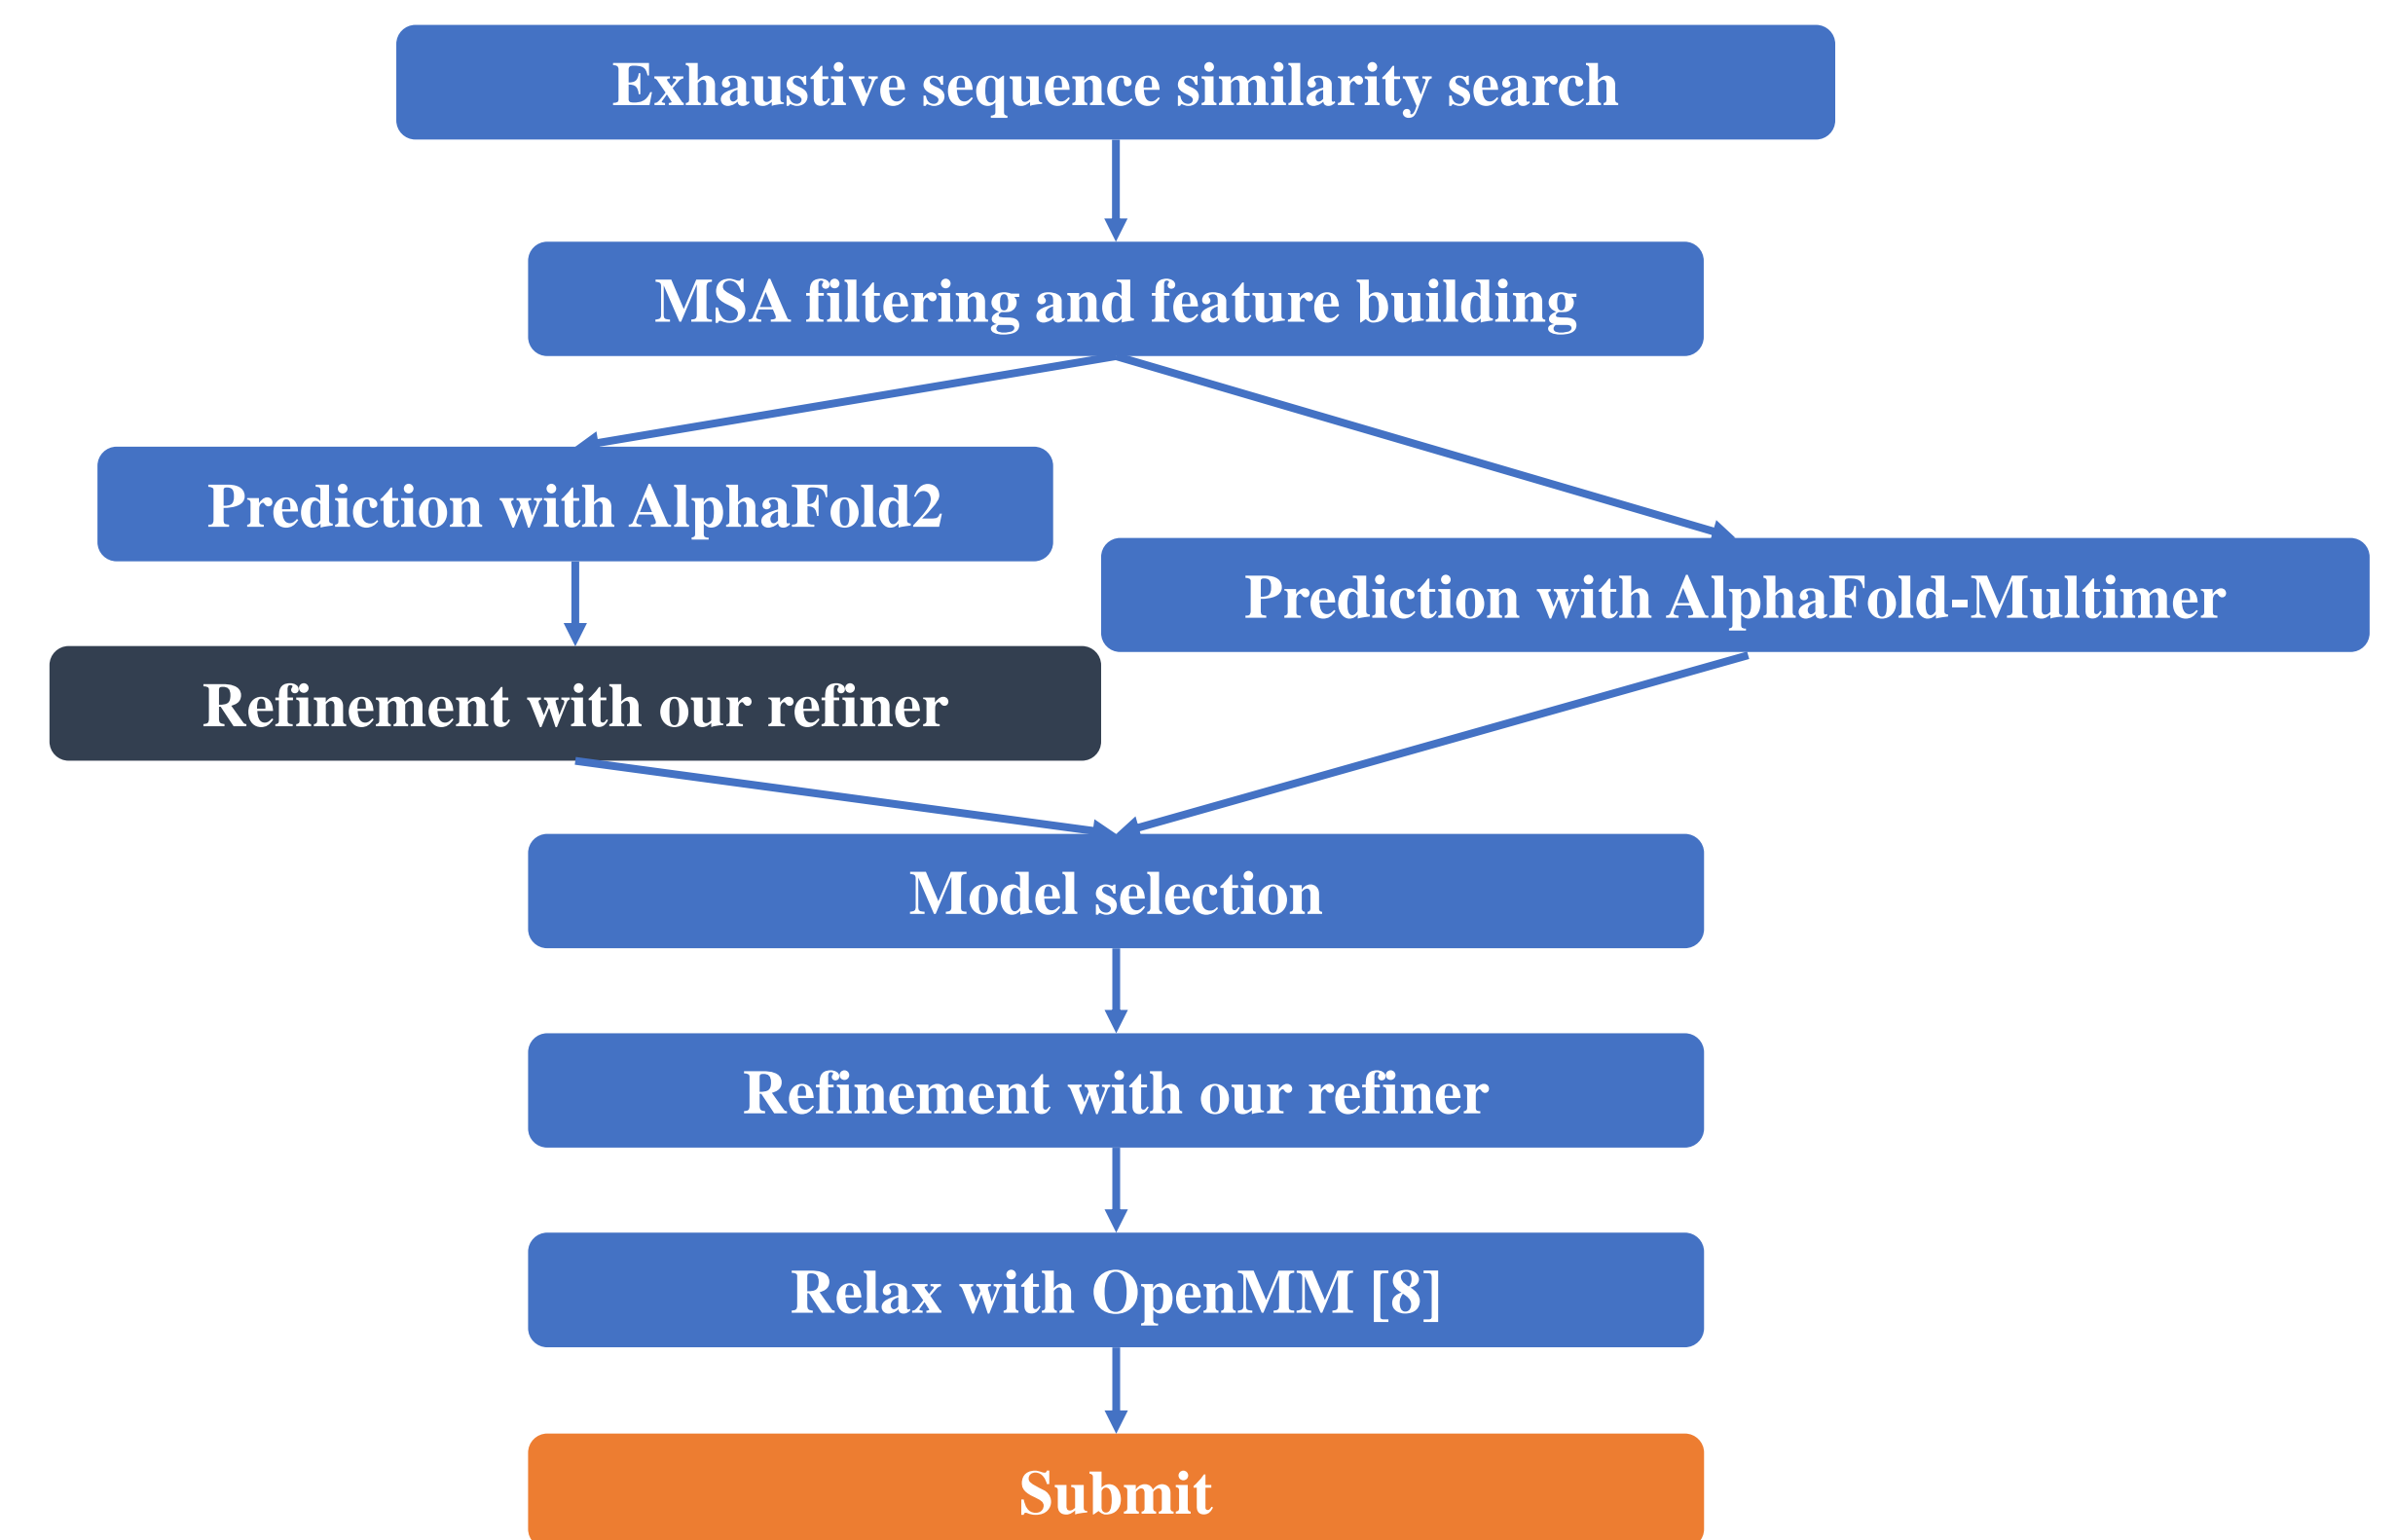 Exhaustive sequence similarity search
MSA filtering and feature building
Prediction with AlphaFold2
Prediction with AlphaFold-Multimer
Refinement with our refiner
Model selection
Refinement with our refiner
Relax with OpenMM [8]
Submit